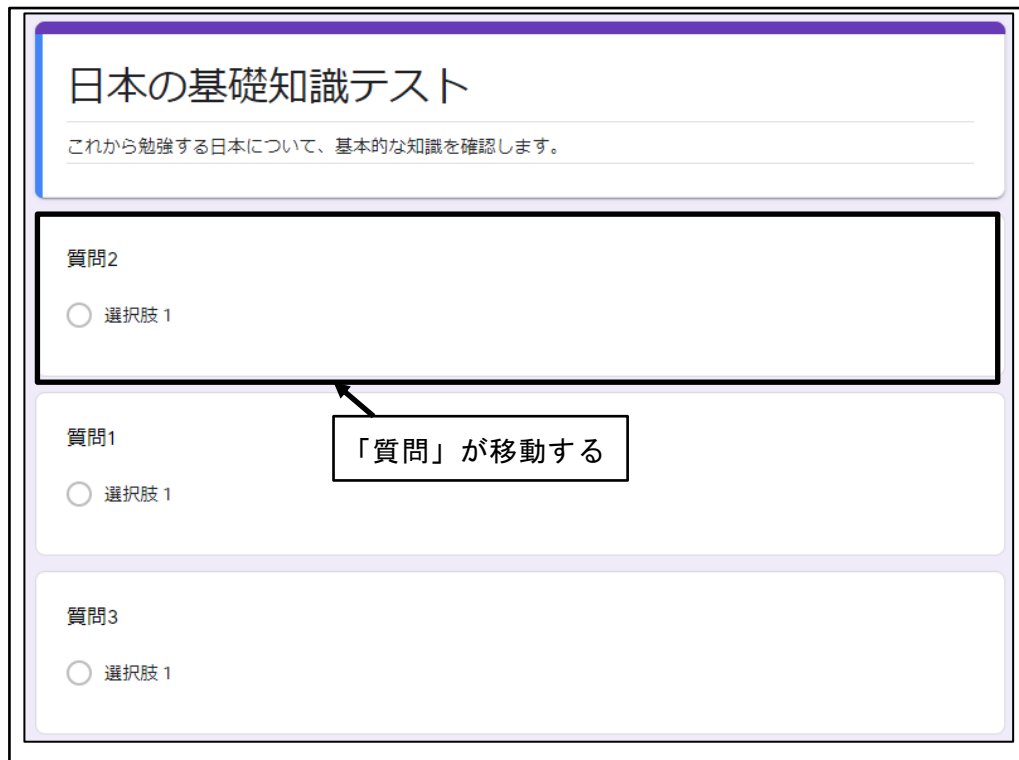 日本の基礎知識テスト
これから勉強する日本について、基本的な知識を確認します。
質問2
選択肢 1
「質問」が移動する
質問1
選択肢 1
質問3
選択肢 1